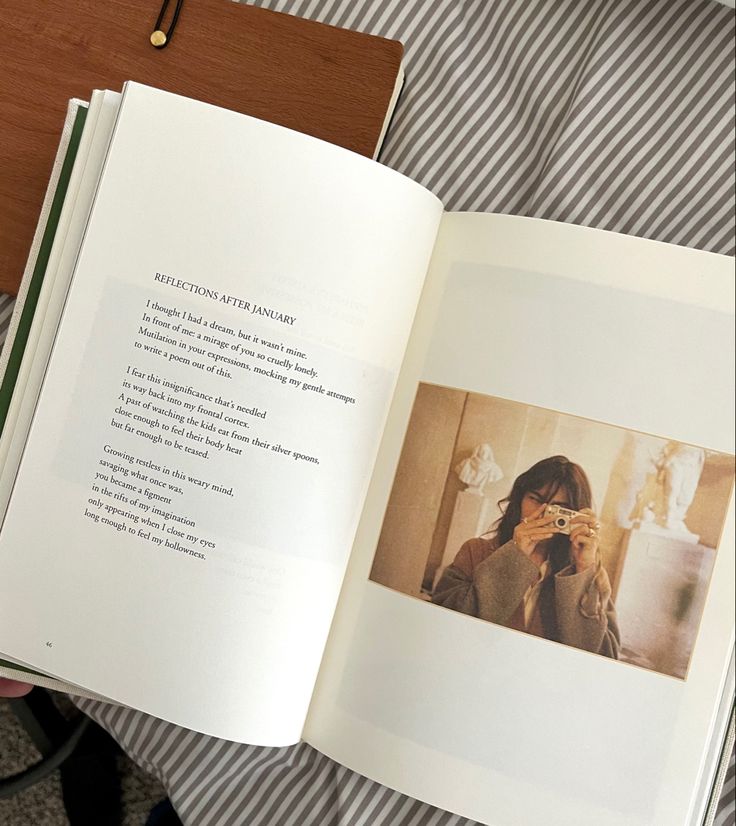 REFLECTIONS AFTER JANUARY
I thought I had a dream, but it wasn't mine.
In front of me: a mirage of you so cruelly lonely.
Mutilation in your expressions, mocking my gentle attempts
to write a poem out of this.
I fear this insignificance that's needled
its way back into my frontal cortex.
A past of watching the kids eat from their silver spoons,
close enough to feel their body heat
but far enough to be teased.
Growing restless in this weary mind,
savaging what once was,
you became a figment
in the rifts of my imagination
only appearing when I close my eyes
long enough to feel my hollowness.
46